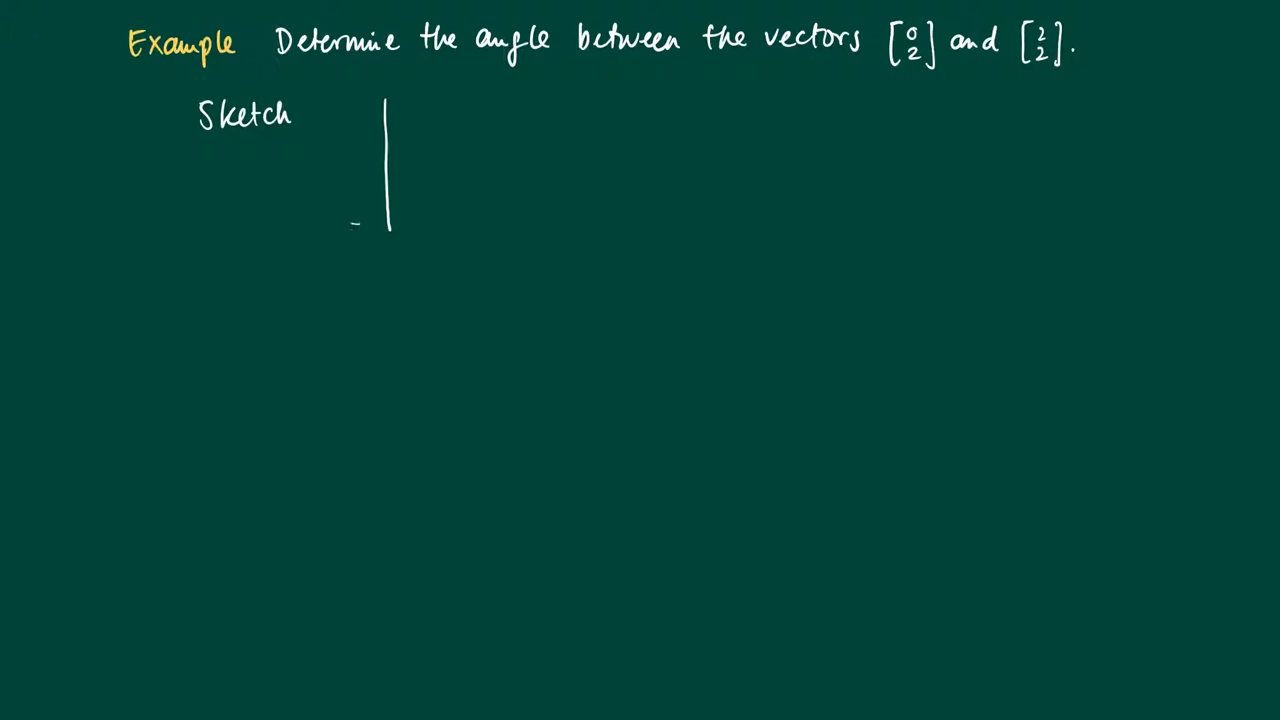 Example Determine the angle between the vectors [0 2] and [2 2].
Sketch